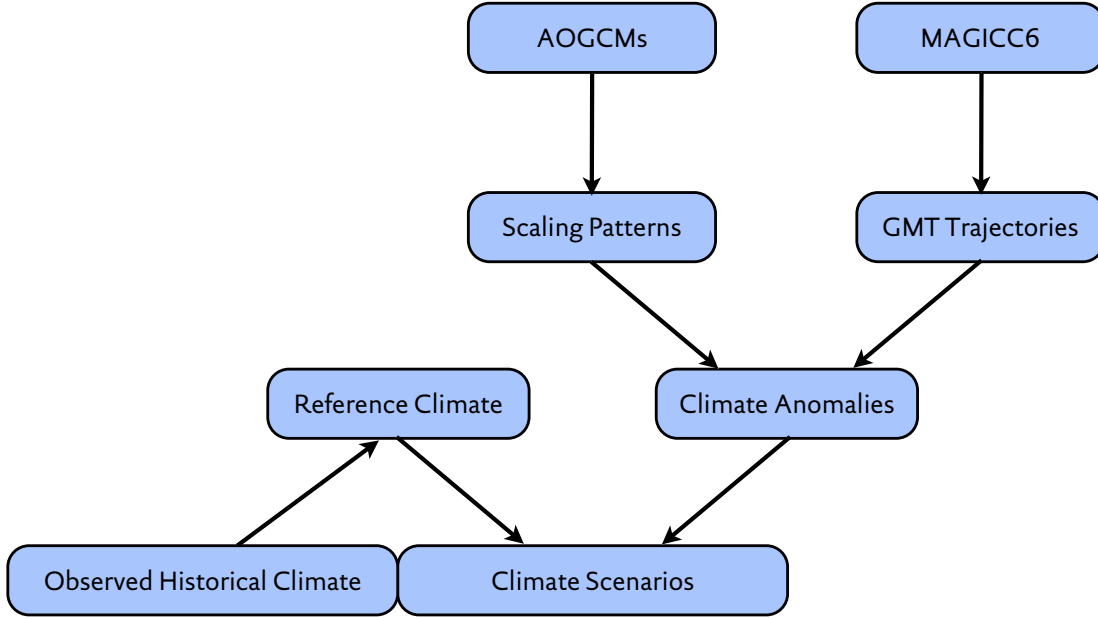 AOGCMs
MAGICC6
Scaling Patterns
GMT Trajectories
Reference Climate
Climate Anomalies
Observed Historical Climate
Climate Scenarios